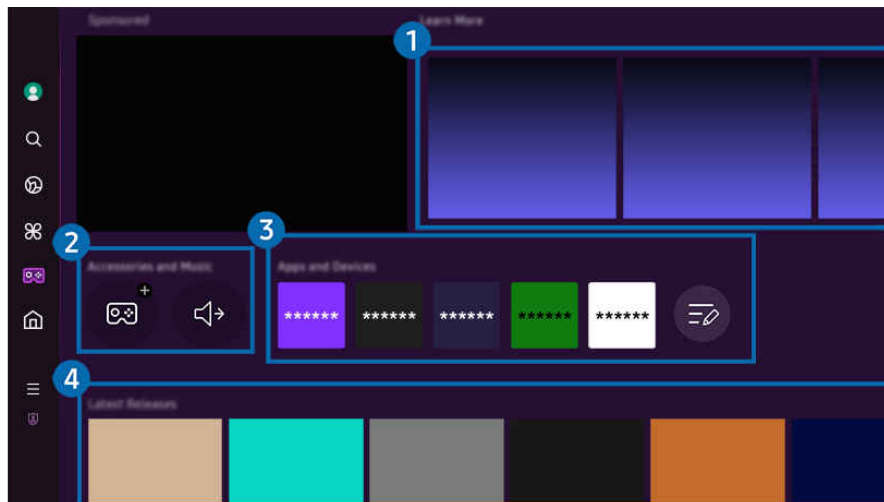 Sponsored
Learn More
1
2
3
Accessories and Music
Apps and Devices
****** ****** ****** ****** ******
4
Latest Releases